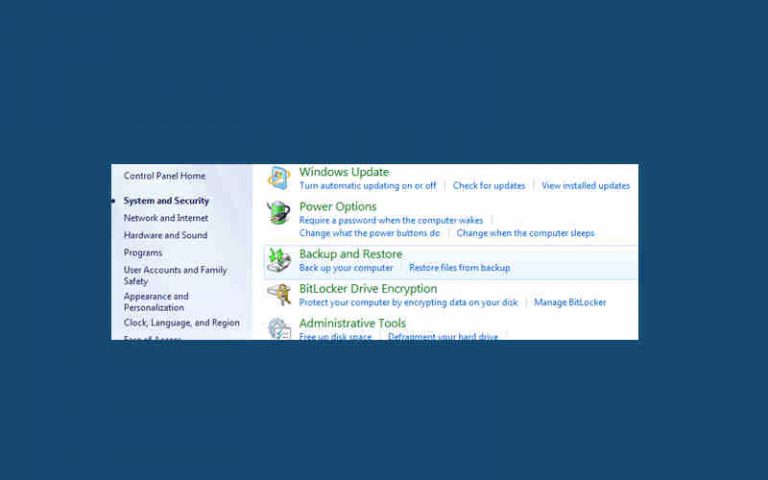 Control Panel Home
System and Security
Network and Internet
Hardware and Sound
Programs
User Accounts and Family
Safety
Appearance and
Personalization
Clock, Language, and Region
Ease of Access
Windows Update
Turn automatic updating on or off
Check for updates
View installed updates
Power Options
Require a password when the computer wakes
Change what the power buttons do
Change when the computer sleeps
Backup and Restore
Back up your computer
Restore files from backup
BitLocker Drive Encryption
Protect your computer by encrypting data on your disk
Manage BitLocker
Administrative Tools
Free up disk space
Defragment your hard drive